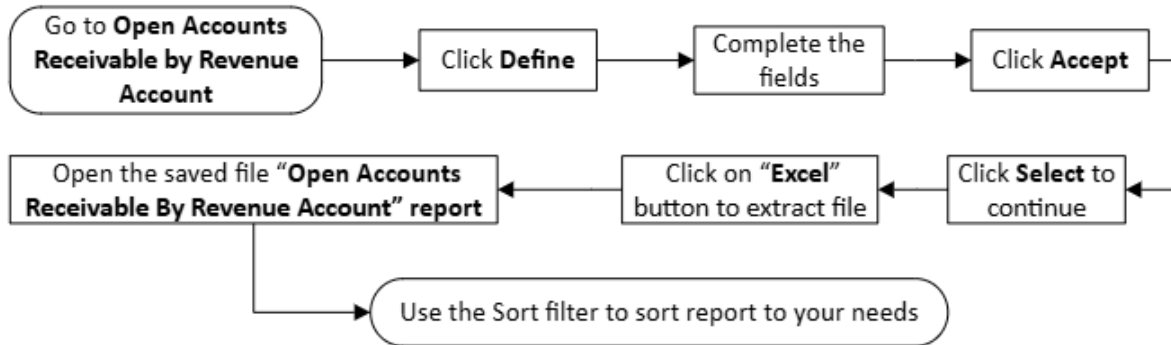 Go to Open Accounts
Receivable by Revenue
Account
Click Define
Complete the
fields
Click Accept
Click Select to
continue
Click on “Excel”
button to extract file
Open the saved file “Open Accounts
Receivable By Revenue Account” report
Use the Sort filter to sort report to your needs